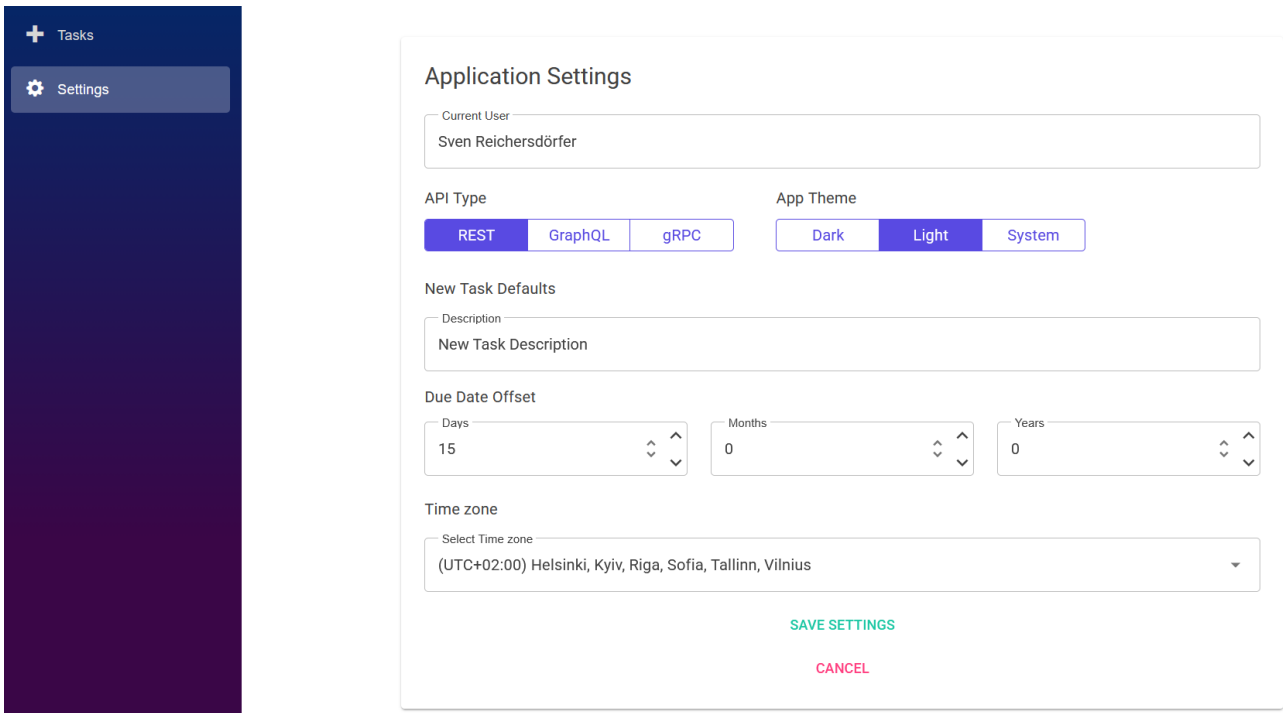 Tasks
Settings
Application Settings
Current User
Sven Reichersdörfer
API Type
App Theme
REST GraphQL gRPC
Dark Light System
New Task Defaults
Description
New Task Description
Due Date Offset
Days Months Years
15 0 0
Time zone
Select Time zone
(UTC+02:00) Helsinki, Kyiv, Riga, Sofia, Tallinn, Vilnius
SAVE SETTINGS
CANCEL